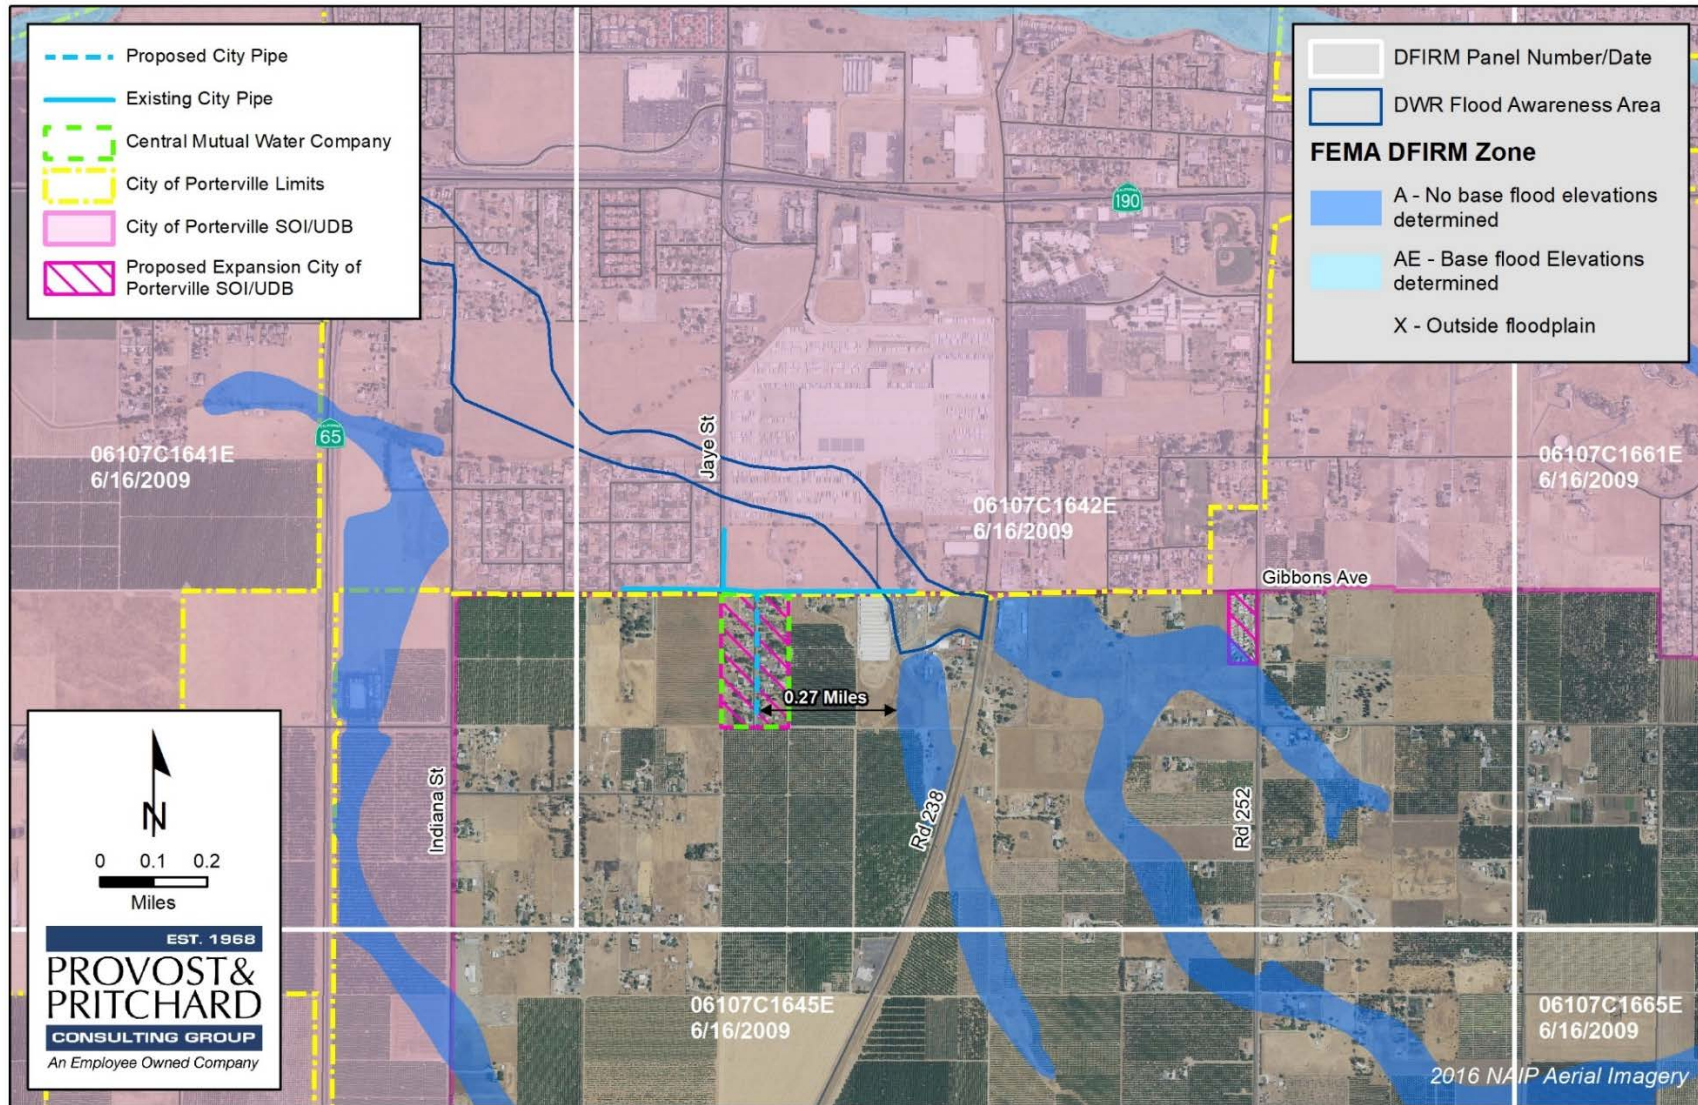 Proposed City Pipe
Existing City Pipe
Central Mutual Water Company
City of Porterville Limits
City of Porterville SOI/UDB
Proposed Expansion City of
Porterville SOI/UDB
DFIRM Panel Number/Date
DWR Flood Awareness Area
FEMA DFIRM Zone
A - No base flood elevations
determined
AE - Base flood Elevations
determined
X - Outside floodplain
190
65
Jaye St
06107C1641E
6/16/2009
06107C1642E
6/16/2009
06107C1661E
6/16/2009
Gibbons Ave
0.27 Miles
Indiana St
Rd 238
Rd 252
N
0 0.1 0.2
Miles
EST. 1968
PROVOST&
PRITCHARD
CONSULTING GROUP
An Employee Owned Company
06107C1645E
6/16/2009
06107C1665E
6/16/2009
2016 NAIP Aerial Imagery